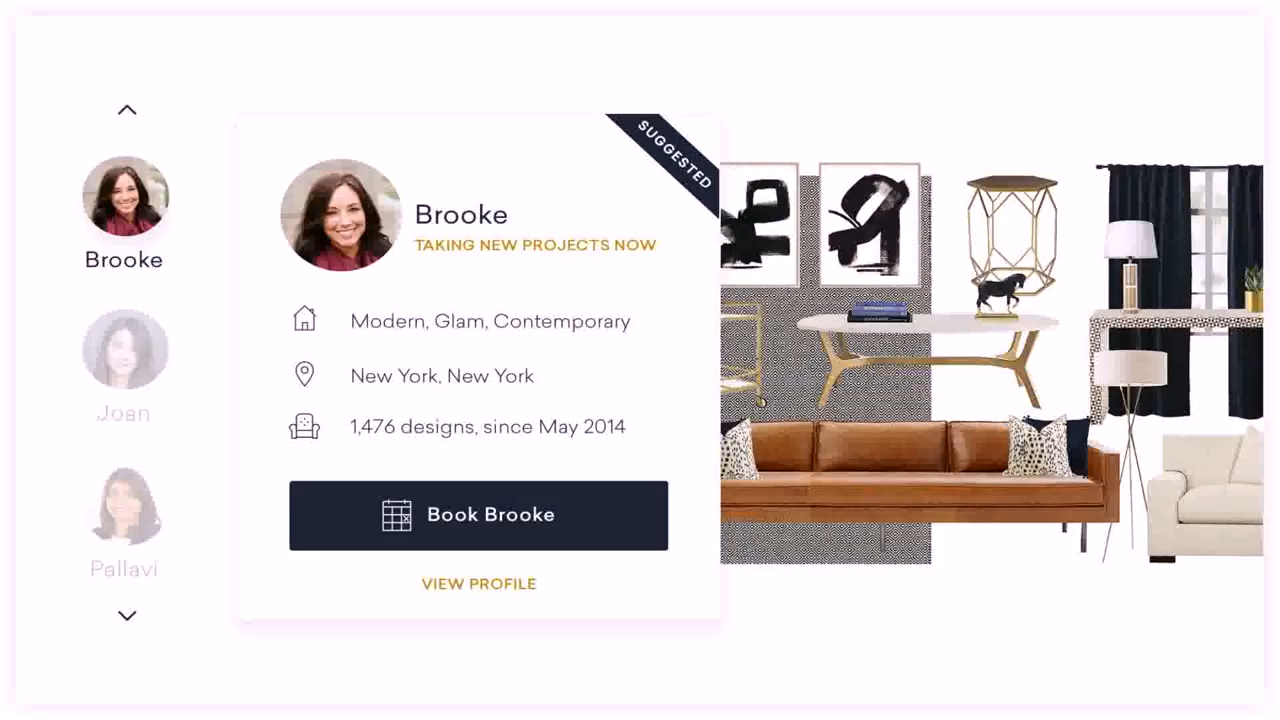 Brooke
Joan
Pallavi
SUGGESTED
Brooke
TAKING NEW PROJECTS NOW
Modern, Glam, Contemporary
New York, New York
1,476 designs, since May 2014
Book Brooke
VIEW PROFILE